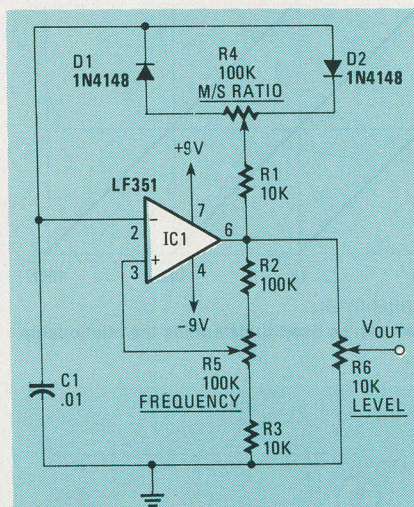 D1
1N4148
R4
100K
M/S RATIO
D2
1N4148
+9V
R1
10K
LF351
7
2
−
IC1
6
3
+
4
−9V
R2
100K
R5
100K
FREQUENCY
VOUT
R6
10K
LEVEL
C1
.01
R3
10K